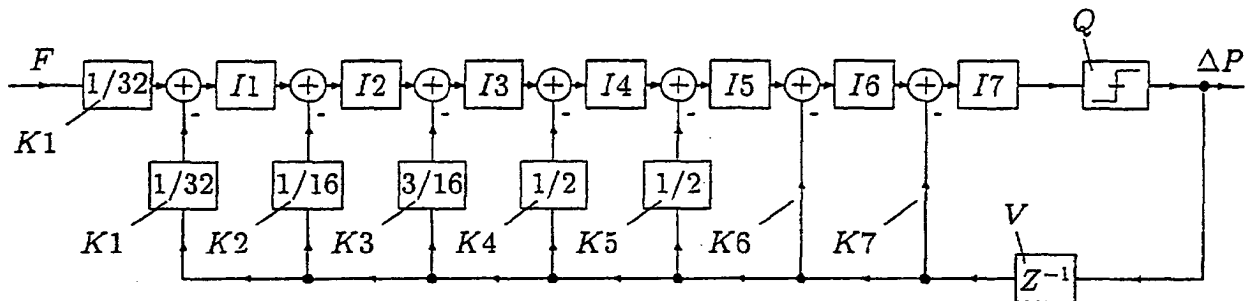 Q
F 1/32 + I1 + I2 + I3 + I4 + I5 + I6 + I7 ΔP
K1 - - - - - - -
1/32 1/16 3/16 1/2 1/2
K1 K2 K3 K4 K5 K6 K7 V
Z⁻¹